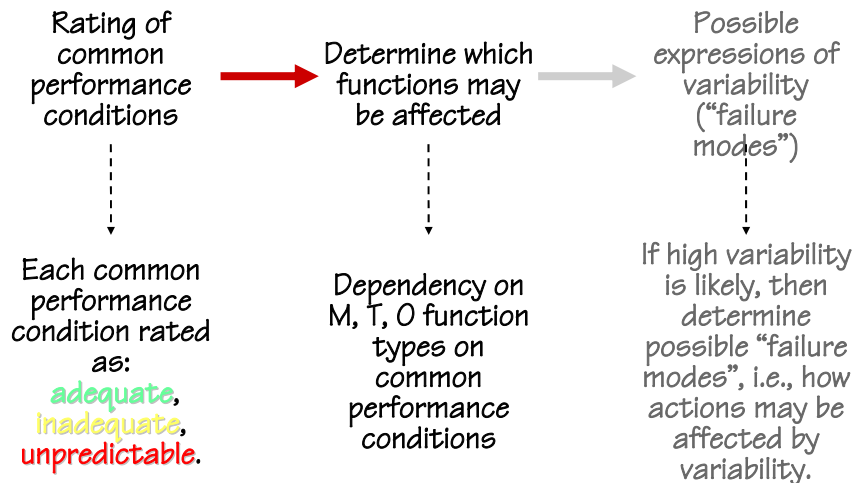 Rating of
common
performance
conditions
Determine which
functions may
be affected
Possible
expressions of
variability
(“failure
modes”)
Each common
performance
condition rated
as:
adequate,
inadequate,
unpredictable.
Dependency on
M, T, O function
types on
common
performance
conditions
If high variability
is likely, then
determine
possible “failure
modes”, i.e., how
actions may be
affected by
variability.